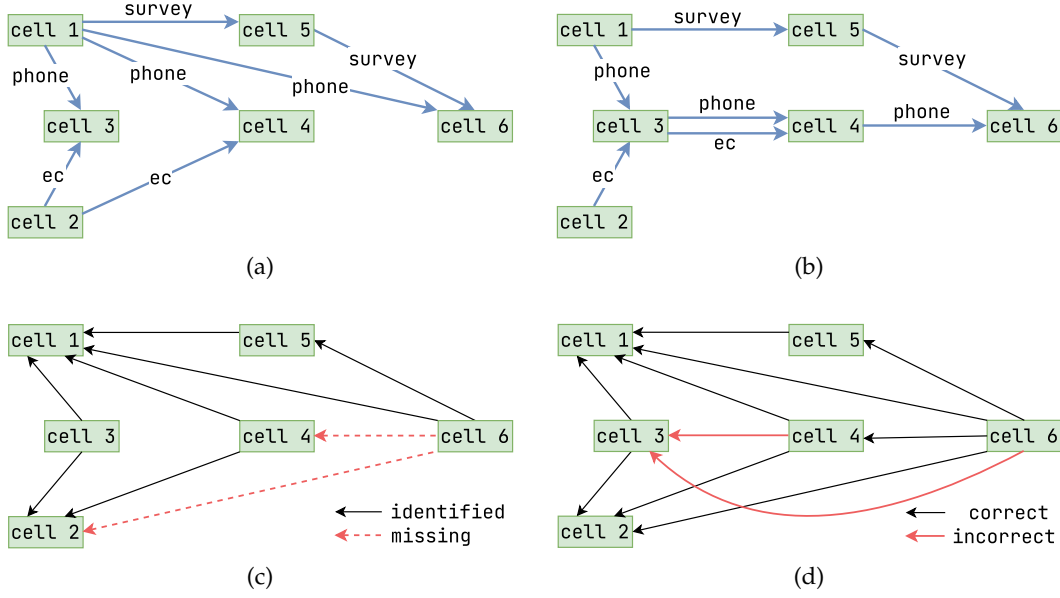 survey
cell 1
cell 5
survey
phone
phone
phone
cell 3
cell 4
cell 6
ec
ec
cell 2
(a)
survey
cell 1
cell 5
survey
phone
phone
phone
cell 3
cell 4
cell 6
ec
ec
cell 2
(b)
cell 1
cell 5
cell 3
cell 4
cell 6
cell 2
identified
missing
(c)
cell 1
cell 5
cell 3
cell 4
cell 6
cell 2
correct
incorrect
(d)